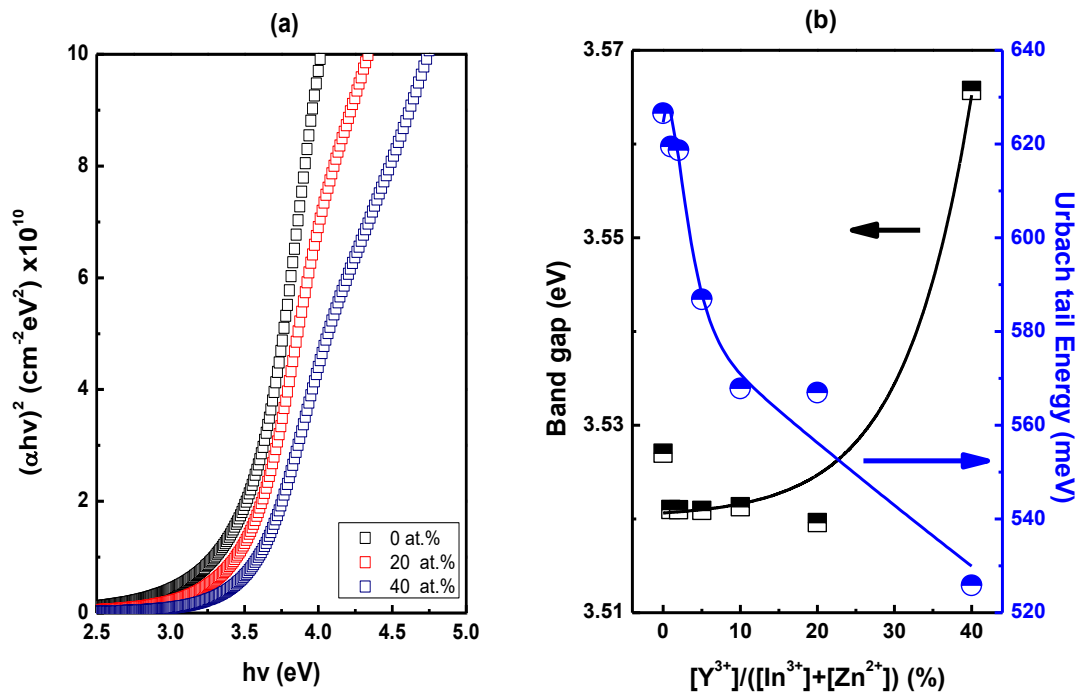 (a)
10
8
6
4
2
0
2.5 3.0 3.5 4.0 4.5 5.0
(αhν)² (cm⁻²eV²) x10¹⁰
hν (eV)
0 at.%
20 at.%
40 at.%
(b)
3.57
3.55
3.53
3.51
Band gap (eV)
0 10 20 30 40
[Y³⁺]/([In³⁺]+[Zn²⁺]) (%)
640
620
600
580
560
540
520
Urbach tail Energy (meV)